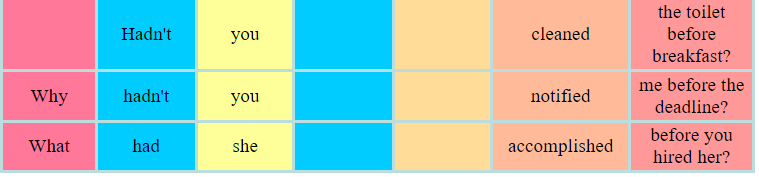 Hadn't you cleaned the toilet before breakfast?
Why hadn't you notified me before the deadline?
What had she accomplished before you hired her?